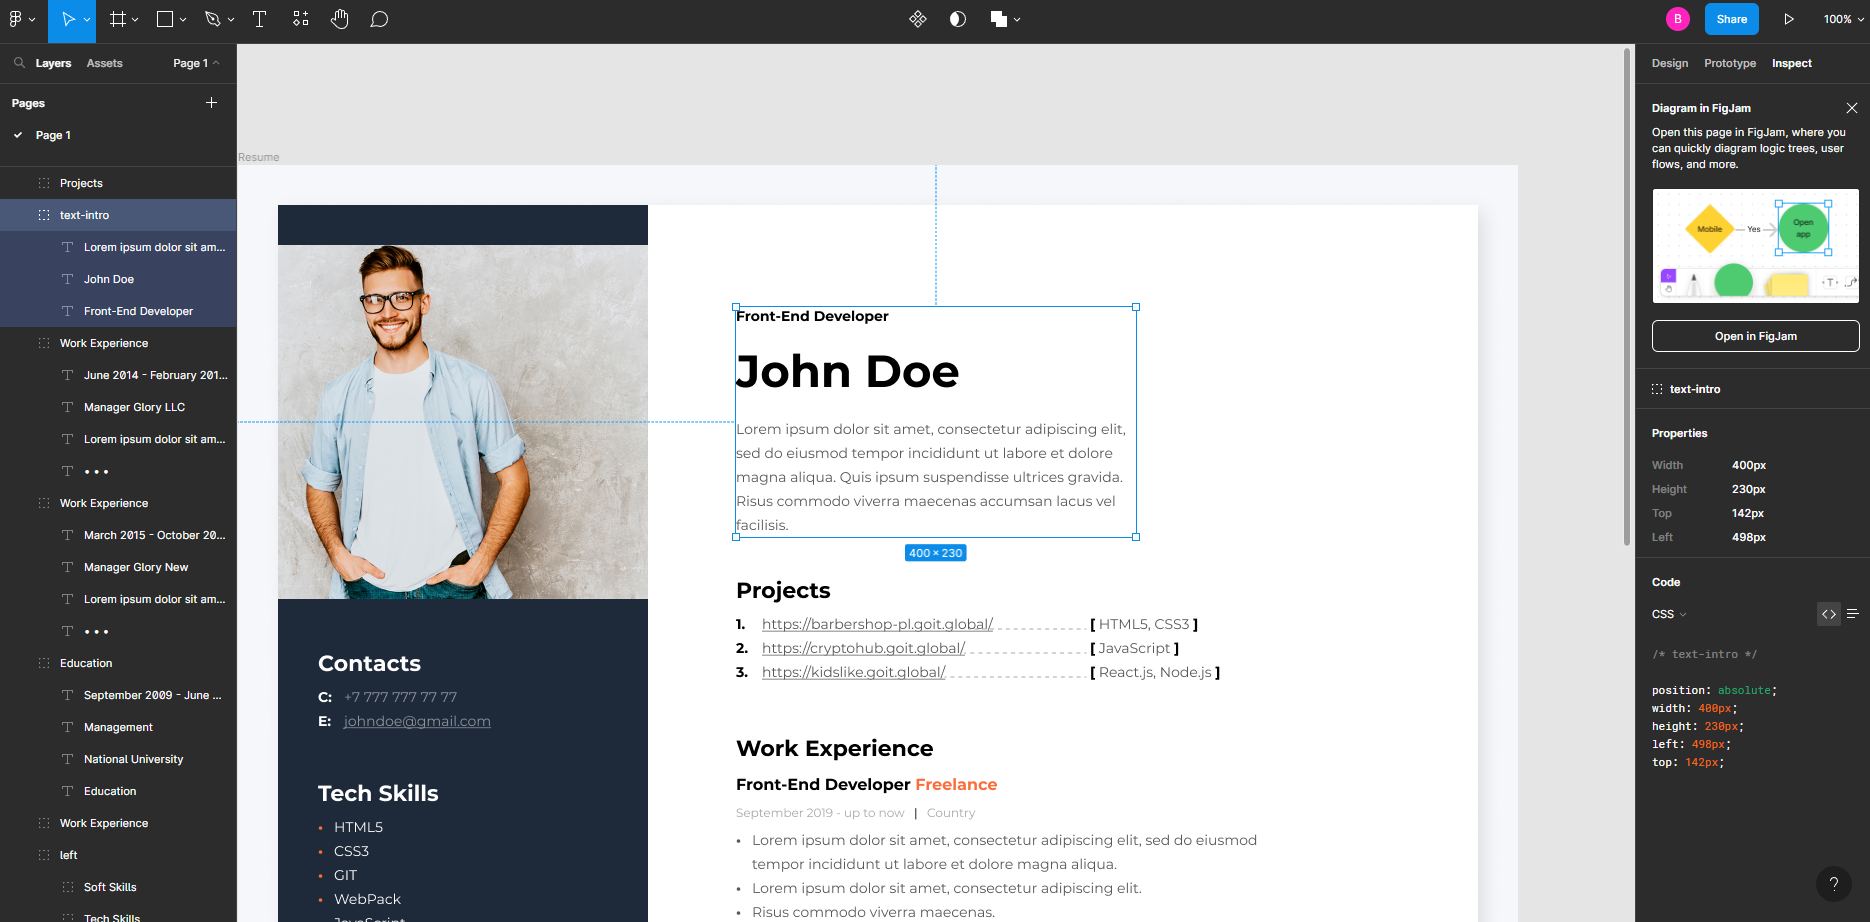 B
Share
100%
Layers
Assets
Page 1
Pages
Page 1
Projects
text-intro
Lorem ipsum dolor sit am...
John Doe
Front-End Developer
Work Experience
June 2014 - February 201...
Manager Glory LLC
Lorem ipsum dolor sit am...
• • •
Work Experience
March 2015 - October 20...
Manager Glory New
Lorem ipsum dolor sit am...
• • •
Education
September 2009 - June ...
Management
National University
Education
Work Experience
left
Soft Skills
Tech Skills
Resume
Contacts
C: +7 777 777 77 77
E: johndoe@gmail.com
Tech Skills
• HTML5
• CSS3
• GIT
• WebPack
JavaScript
Front-End Developer
John Doe
Lorem ipsum dolor sit amet, consectetur adipiscing elit,
sed do eiusmod tempor incididunt ut labore et dolore
magna aliqua. Quis ipsum suspendisse ultrices gravida.
Risus commodo viverra maecenas accumsan lacus vel
facilisis.
400 × 230
Projects
1. https://barbershop-pl.goit.global/ [ HTML5, CSS3 ]
2. https://cryptohub.goit.global/ [ JavaScript ]
3. https://kidslike.goit.global/ [ React.js, Node.js ]
Work Experience
Front-End Developer Freelance
September 2019 - up to now | Country
• Lorem ipsum dolor sit amet, consectetur adipiscing elit, sed do eiusmod
tempor incididunt ut labore et dolore magna aliqua.
• Lorem ipsum dolor sit amet, consectetur adipiscing elit.
• Risus commodo viverra maecenas.
Design
Prototype
Inspect
Diagram in FigJam
Open this page in FigJam, where you
can quickly diagram logic trees, user
flows, and more.
Mobile
Yes
Open
app
T
Open in FigJam
text-intro
Properties
Width 400px
Height 230px
Top 142px
Left 498px
Code
CSS
/* text-intro */
position: absolute;
width: 400px;
height: 230px;
left: 498px;
top: 142px;
?